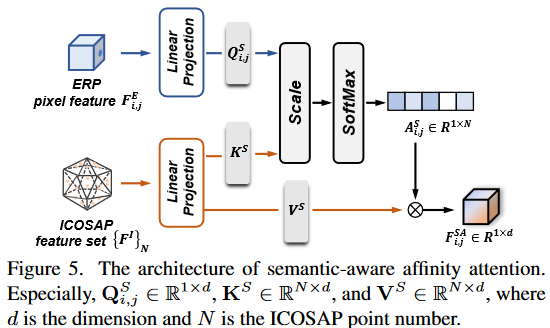 ERP
pixel feature F^E_{i,j}
Linear
Projection
Q^S_{i,j}
Scale
SoftMax
A^S_{i,j} ∈ R^{1×N}
K^S
ICOSAP
feature set {F^I}_N
Linear
Projection
V^S
F^{SA}_{i,j} ∈ R^{1×d}
Figure 5. The architecture of semantic-aware affinity attention.
Especially, Q^S_{i,j} ∈ ℝ^{1×d}, K^S ∈ ℝ^{N×d}, and V^S ∈ ℝ^{N×d}, where
d is the dimension and N is the ICOSAP point number.